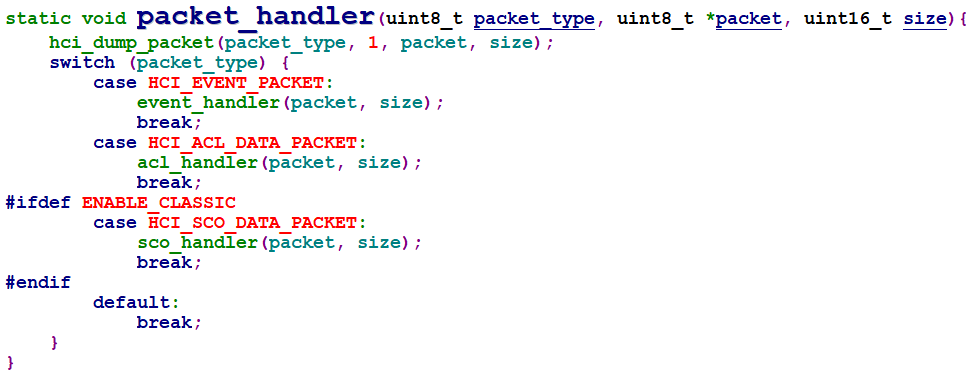 static void packet_handler(uint8_t packet_type, uint8_t *packet, uint16_t size){
    hci_dump_packet(packet_type, 1, packet, size);
    switch (packet_type) {
        case HCI_EVENT_PACKET:
            event_handler(packet, size);
            break;
        case HCI_ACL_DATA_PACKET:
            acl_handler(packet, size);
            break;
#ifdef ENABLE_CLASSIC
        case HCI_SCO_DATA_PACKET:
            sco_handler(packet, size);
            break;
#endif
        default:
            break;
    }
}